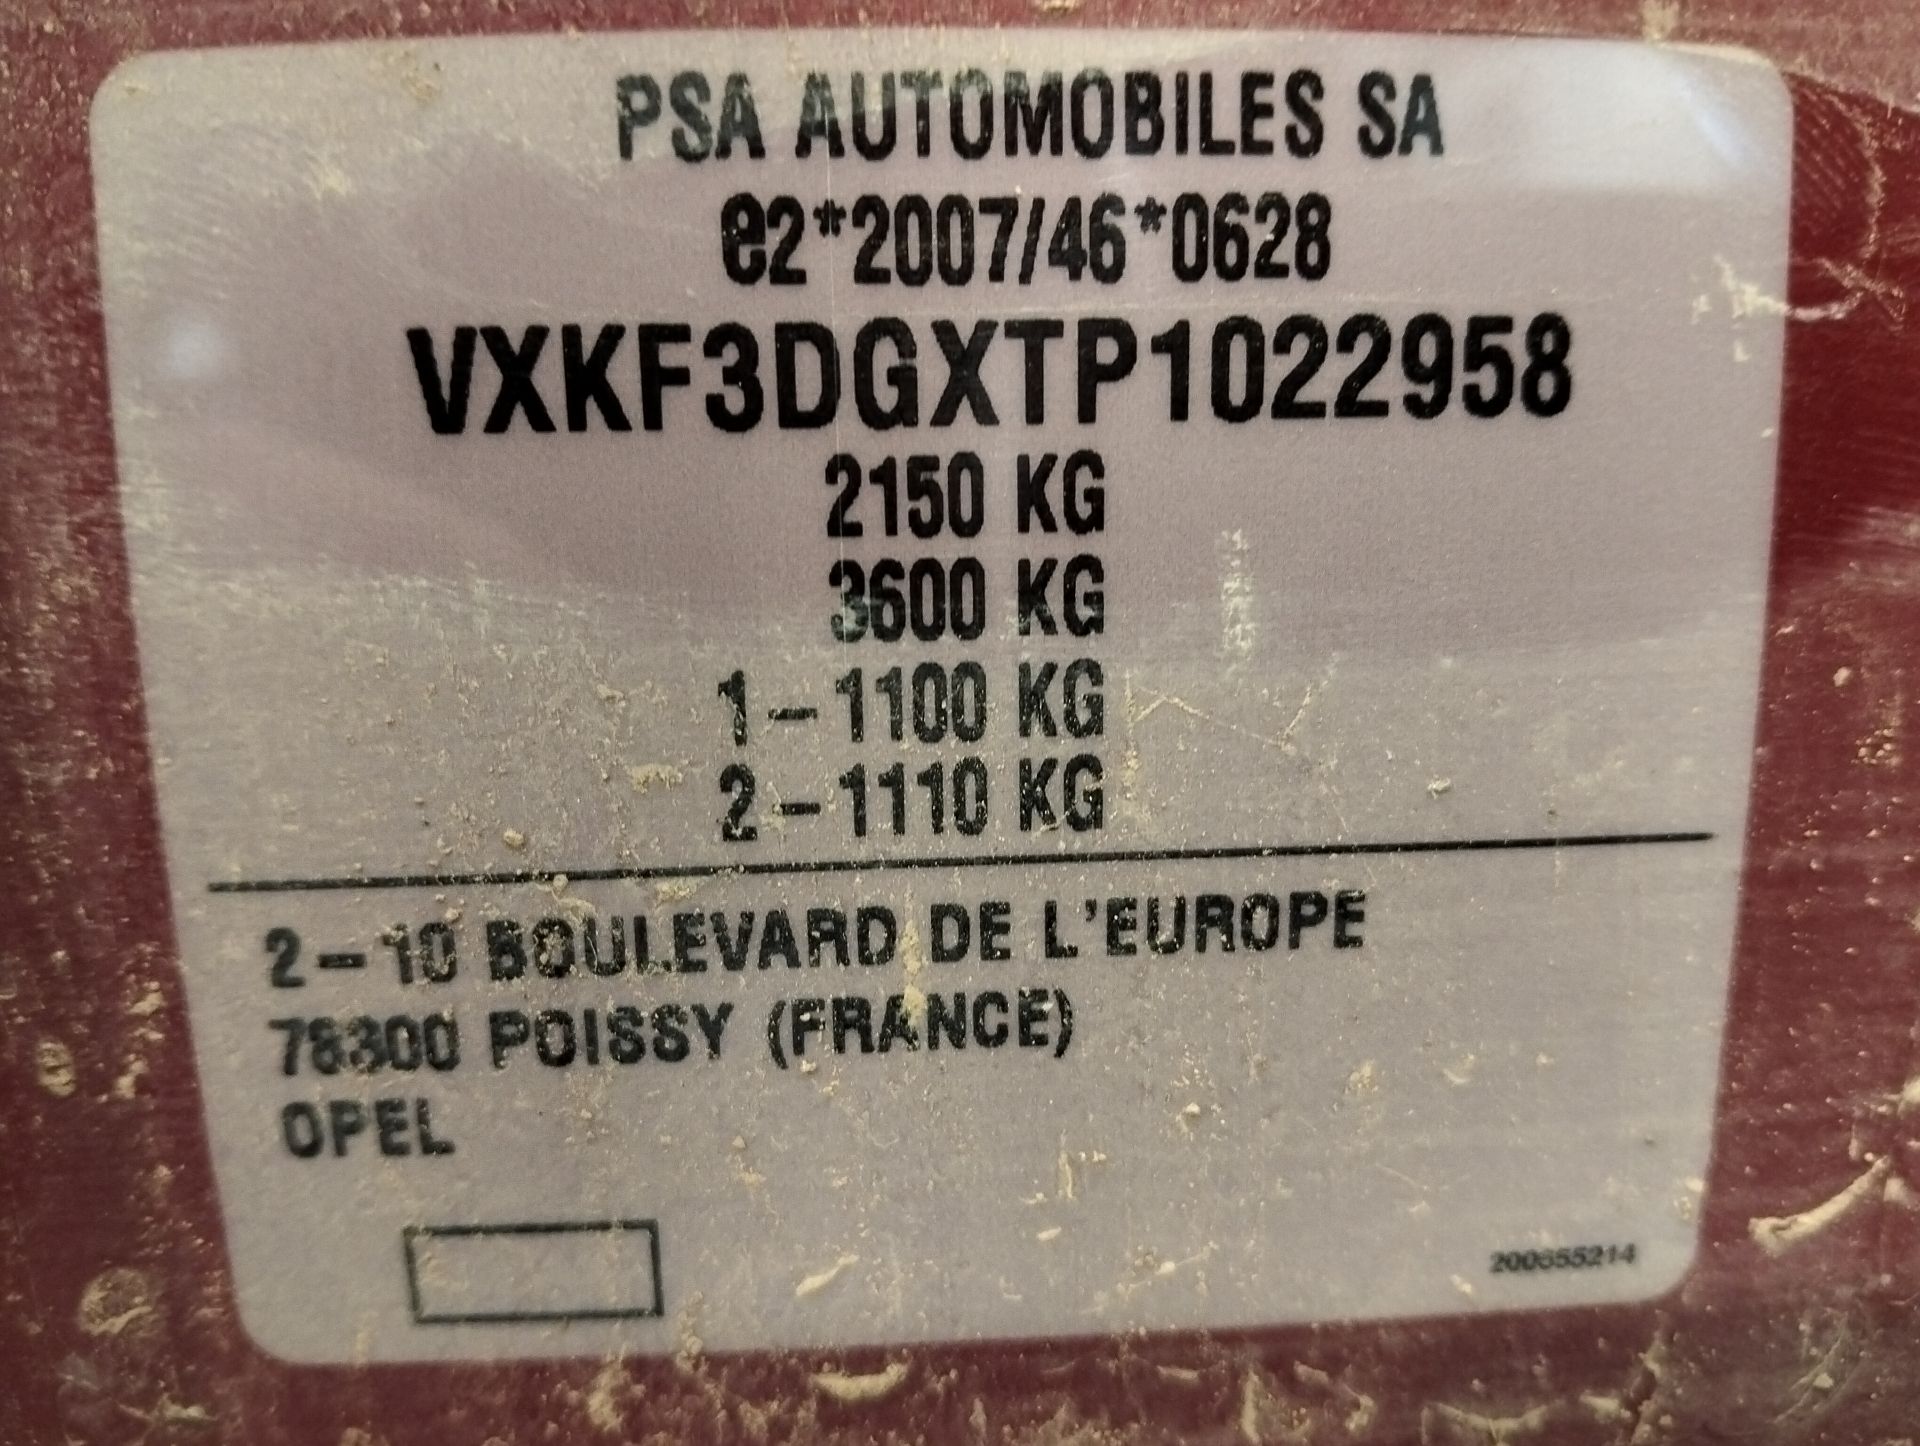 PSA AUTOMOBILES SA
e2*2007/46*0628
VXKF3DGXTP1022958
2150 KG
3600 KG
1-1100 KG
2-1110 KG
2-10 BOULEVARD DE L'EUROPE
78300 POISSY (FRANCE)
OPEL
200655214